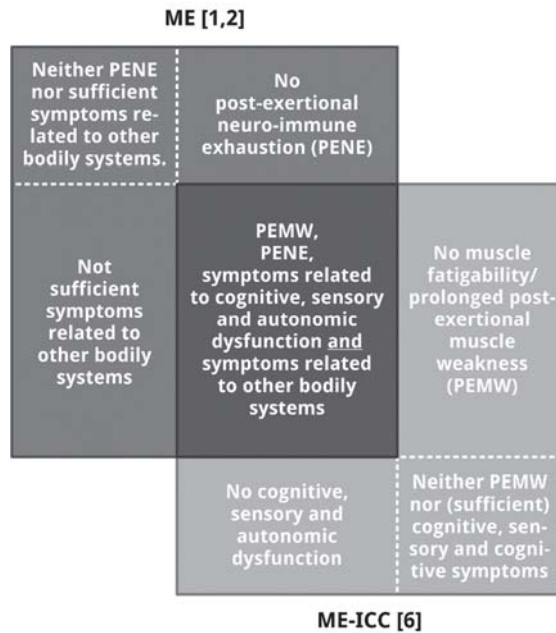 ME [1,2]
Neither PENE
nor sufficient
symptoms re-
lated to other
bodily systems.
No
post-exertional
neuro-immune
exhaustion (PENE)
Not
sufficient
symptoms
related to
other bodily
systems
PEMW,
PENE,
symptoms related
to cognitive, sensory
and autonomic
dysfunction and
symptoms related
to other bodily
systems
No muscle
fatigability/
prolonged post-
exertional
muscle
weakness
(PEMW)
No cognitive,
sensory and
autonomic
dysfunction
Neither PEMW
nor (sufficient)
cognitive, sen-
sory and cogni-
tive symptoms
ME-ICC [6]